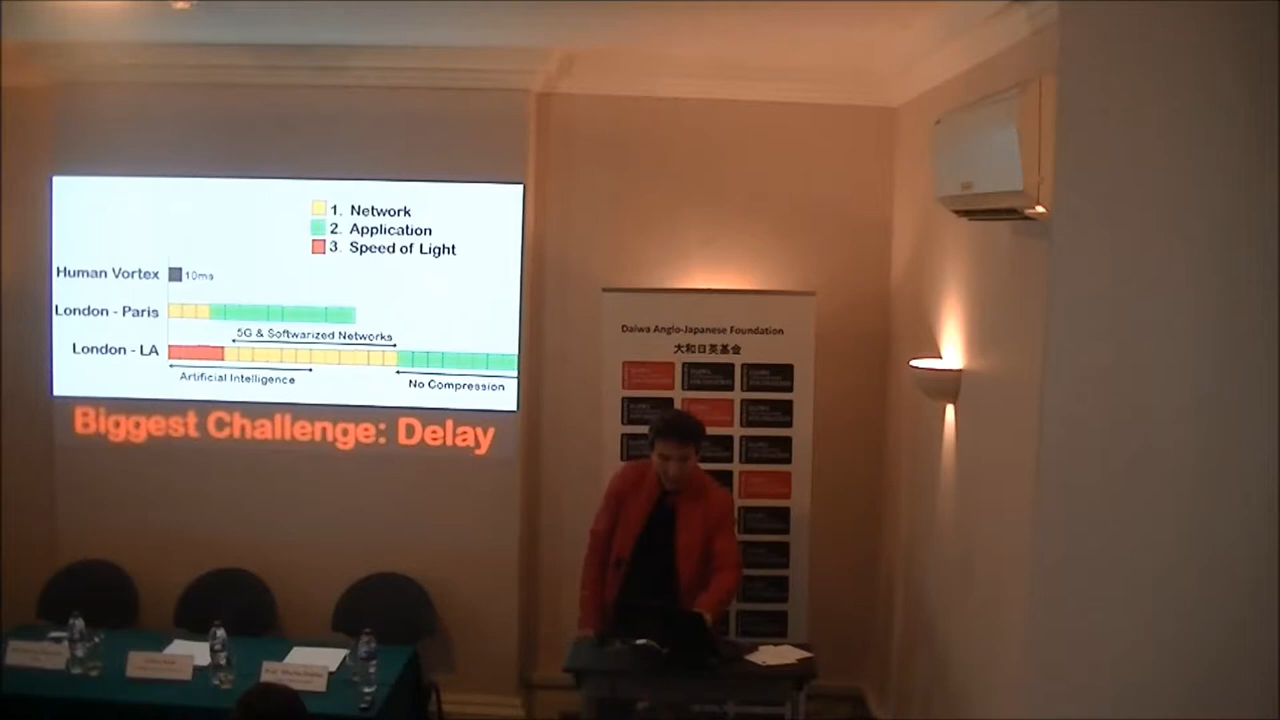 1. Network
2. Application
3. Speed of Light
Human Vortex
10ms
London - Paris
5G & Softwarized Networks
London - LA
Artificial Intelligence
No Compression
Biggest Challenge: Delay
Daiwa Anglo-Japanese Foundation
大和日英基金